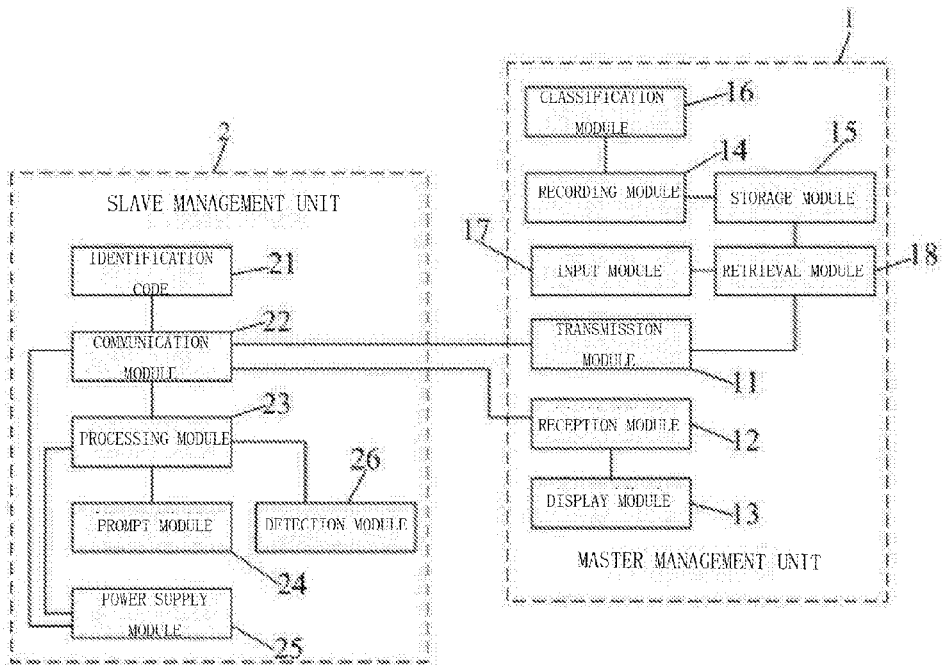 2
SLAVE MANAGEMENT UNIT
IDENTIFICATION
CODE
21
COMMUNICATION
MODULE
22
PROCESSING MODULE
23
PROMPT MODULE
24
DETECTION MODULE
26
POWER SUPPLY
MODULE
25
1
CLASSIFICATION
MODULE
16
RECORDING MODULE
14
STORAGE MODULE
15
17
INPUT MODULE
RETRIEVAL MODULE
18
TRANSMISSION
MODULE
11
RECEPTION MODULE
12
DISPLAY MODULE
13
MASTER MANAGEMENT UNIT